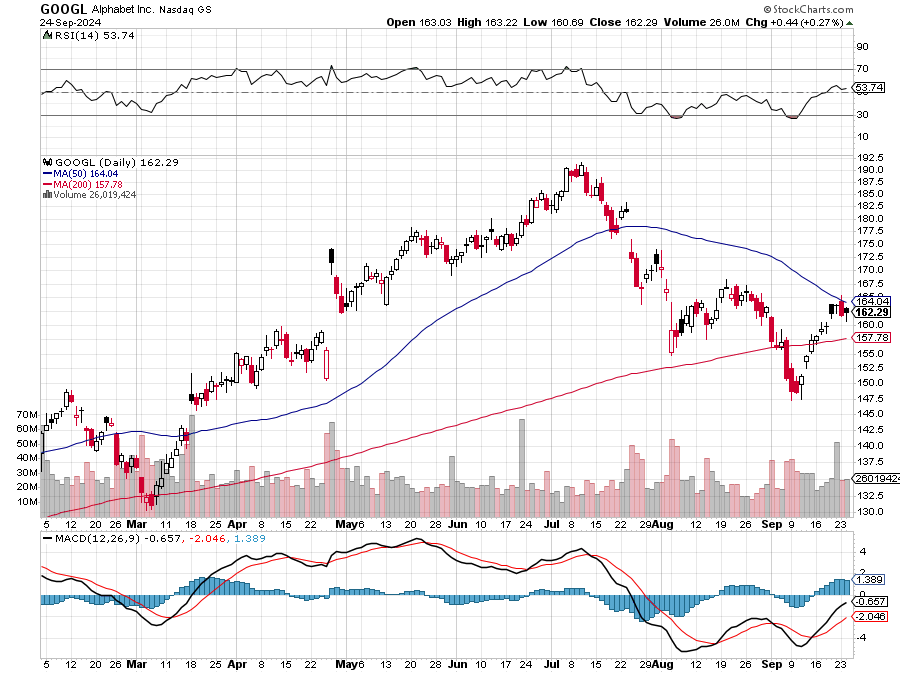 GOOGL Alphabet Inc. Nasdaq GS © StockCharts.com
24-Sep-2024 Open 163.03 High 163.22 Low 160.69 Close 162.29 Volume 26.0M Chg +0.44 (+0.27%)
RSI(14) 53.74
90
70
53.74
30
10
GOOGL (Daily) 162.29
MA(50) 164.04
MA(200) 157.78
Volume 26,019,424
192.5
190.0
187.5
185.0
182.5
180.0
177.5
175.0
172.5
170.0
167.5
164.04
162.29
160.0
157.78
155.0
152.5
150.0
147.5
145.0
142.5
140.0
137.5
26019424
132.5
130.0
70M
60M
50M
40M
30M
20M
10M
5 12 20 26 Mar 11 18 25 Apr 8 15 22 May 6 13 20 28 Jun 10 17 24 Jul 8 15 22 29 Aug 12 19 26 Sep 9 16 23
MACD(12,26,9) -0.657, -2.046, 1.389
4
2
1.389
0
-0.657
-2.046
-4
5 12 20 26 Mar 11 18 25 Apr 8 15 22 May 6 13 20 28 Jun 10 17 24 Jul 8 15 22 29 Aug 12 19 26 Sep 9 16 23